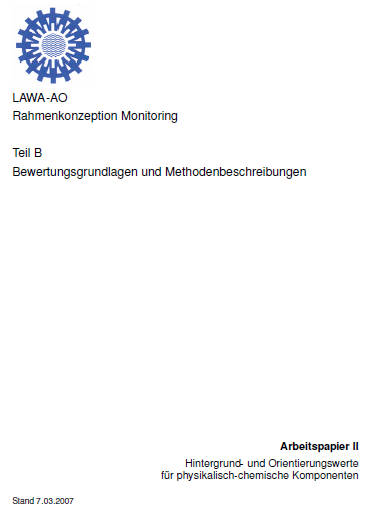 LAWA-AO
Rahmenkonzeption Monitoring
Teil B
Bewertungsgrundlagen und Methodenbeschreibungen
Arbeitspapier II
Hintergrund- und Orientierungswerte
für physikalisch-chemische Komponenten
Stand 7.03.2007